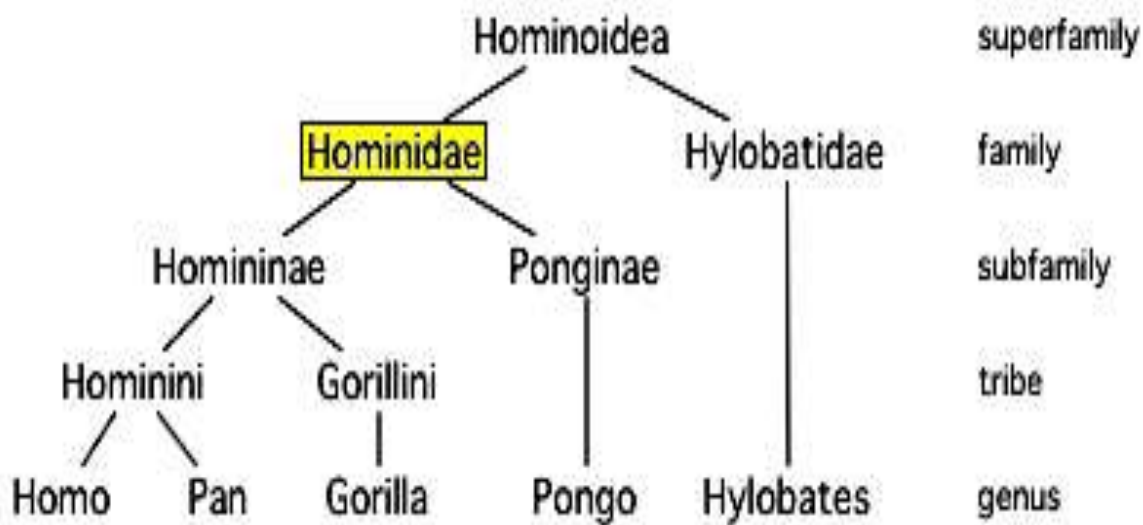 Hominoidea superfamily
Hominidae Hylobatidae family
Homininae Ponginae subfamily
Hominini Gorillini tribe
Homo Pan Gorilla Pongo Hylobates genus